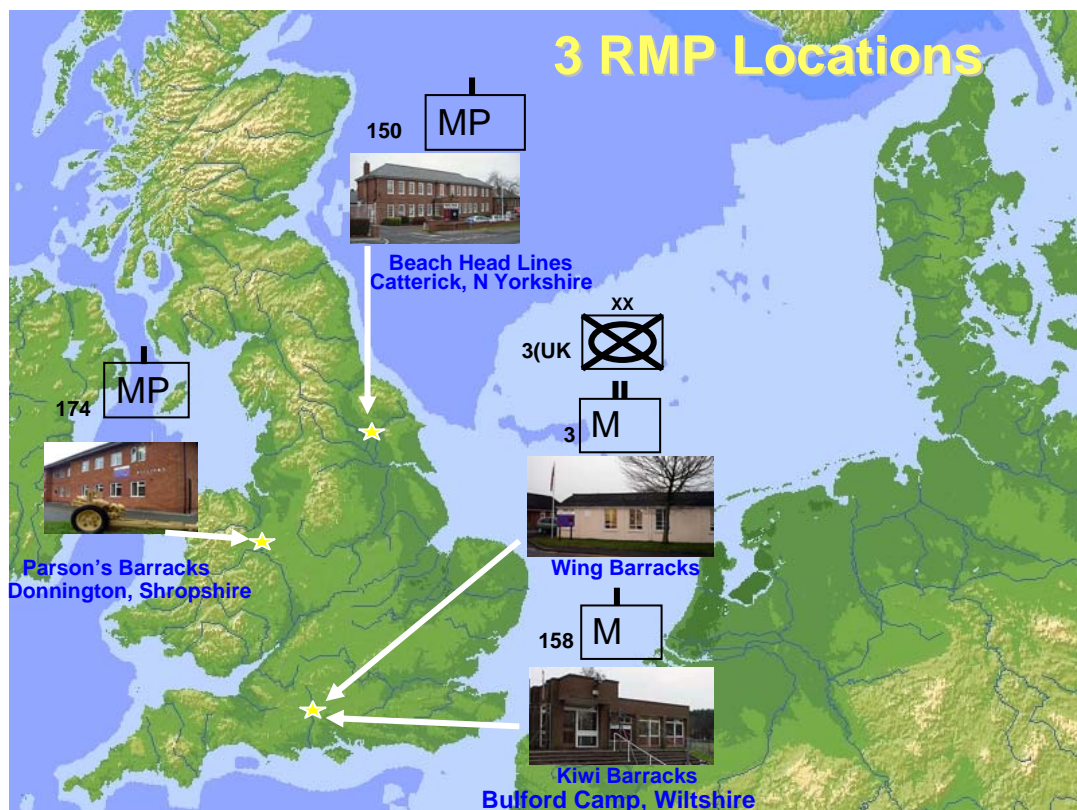 3 RMP Locations
150
MP
Beach Head Lines
Catterick, N Yorkshire
XX
3(UK
174
MP
3
M
Parson's Barracks
Donnington, Shropshire
Wing Barracks
158
M
Kiwi Barracks
Bulford Camp, Wiltshire